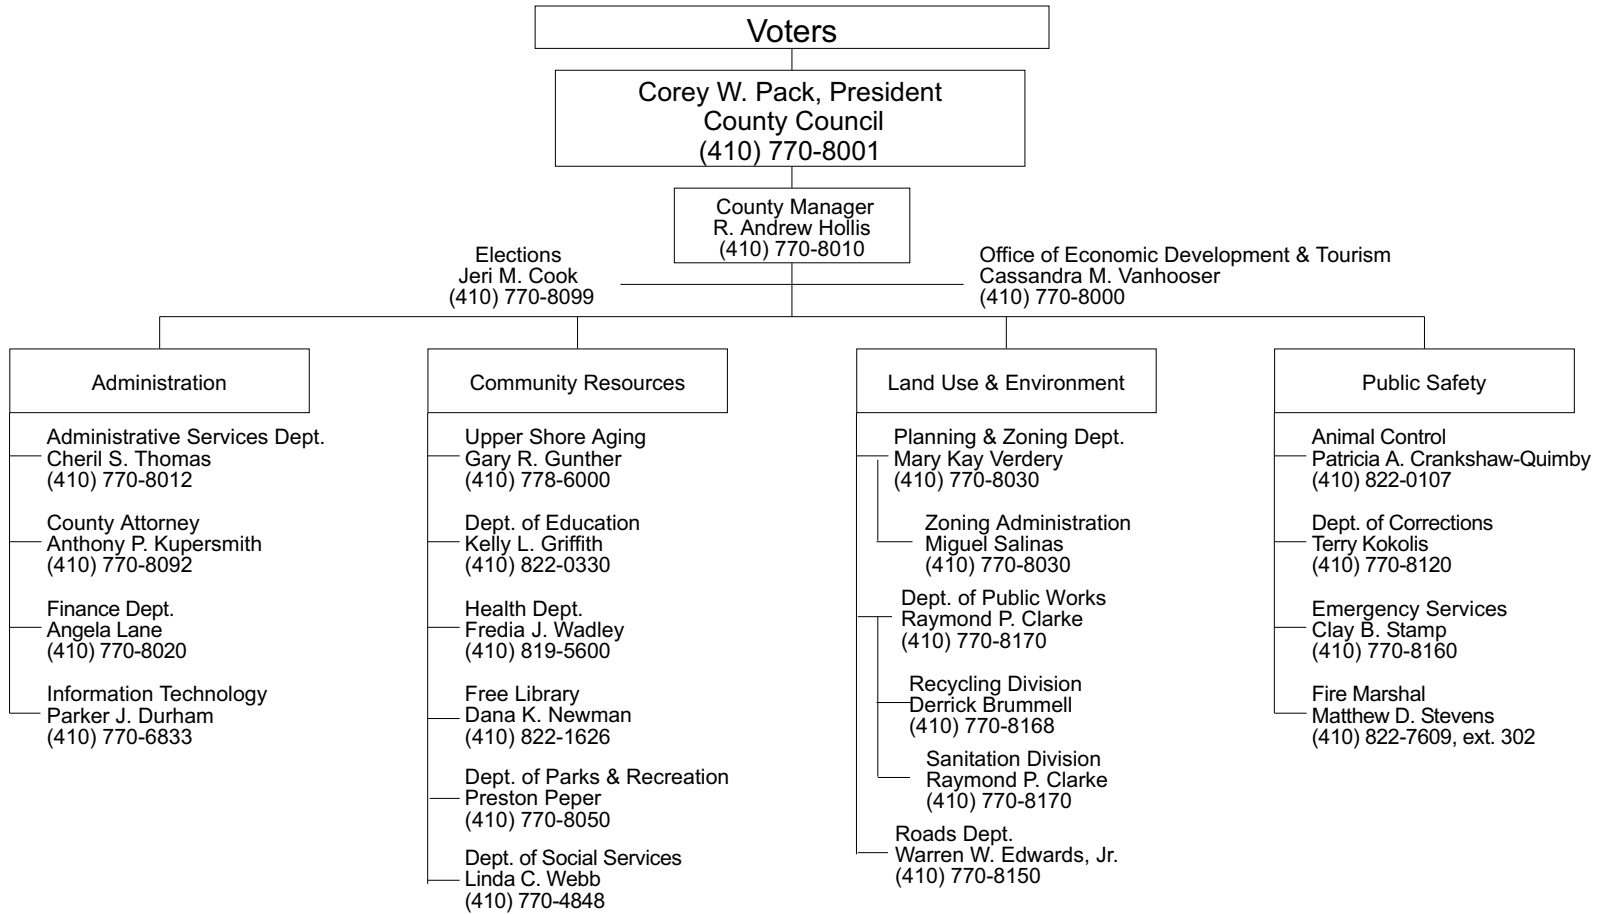 Voters
Corey W. Pack, President
County Council
(410) 770-8001
County Manager
R. Andrew Hollis
(410) 770-8010
Elections
Jeri M. Cook
(410) 770-8099
Office of Economic Development & Tourism
Cassandra M. Vanhooser
(410) 770-8000
Administration
Administrative Services Dept.
Cheril S. Thomas
(410) 770-8012
County Attorney
Anthony P. Kupersmith
(410) 770-8092
Finance Dept.
Angela Lane
(410) 770-8020
Information Technology
Parker J. Durham
(410) 770-6833
Community Resources
Upper Shore Aging
Gary R. Gunther
(410) 778-6000
Dept. of Education
Kelly L. Griffith
(410) 822-0330
Health Dept.
Fredia J. Wadley
(410) 819-5600
Free Library
Dana K. Newman
(410) 822-1626
Dept. of Parks & Recreation
Preston Peper
(410) 770-8050
Dept. of Social Services
Linda C. Webb
(410) 770-4848
Land Use & Environment
Planning & Zoning Dept.
Mary Kay Verdery
(410) 770-8030
Zoning Administration
Miguel Salinas
(410) 770-8030
Dept. of Public Works
Raymond P. Clarke
(410) 770-8170
Recycling Division
Derrick Brummell
(410) 770-8168
Sanitation Division
Raymond P. Clarke
(410) 770-8170
Roads Dept.
Warren W. Edwards, Jr.
(410) 770-8150
Public Safety
Animal Control
Patricia A. Crankshaw-Quimby
(410) 822-0107
Dept. of Corrections
Terry Kokolis
(410) 770-8120
Emergency Services
Clay B. Stamp
(410) 770-8160
Fire Marshal
Matthew D. Stevens
(410) 822-7609, ext. 302